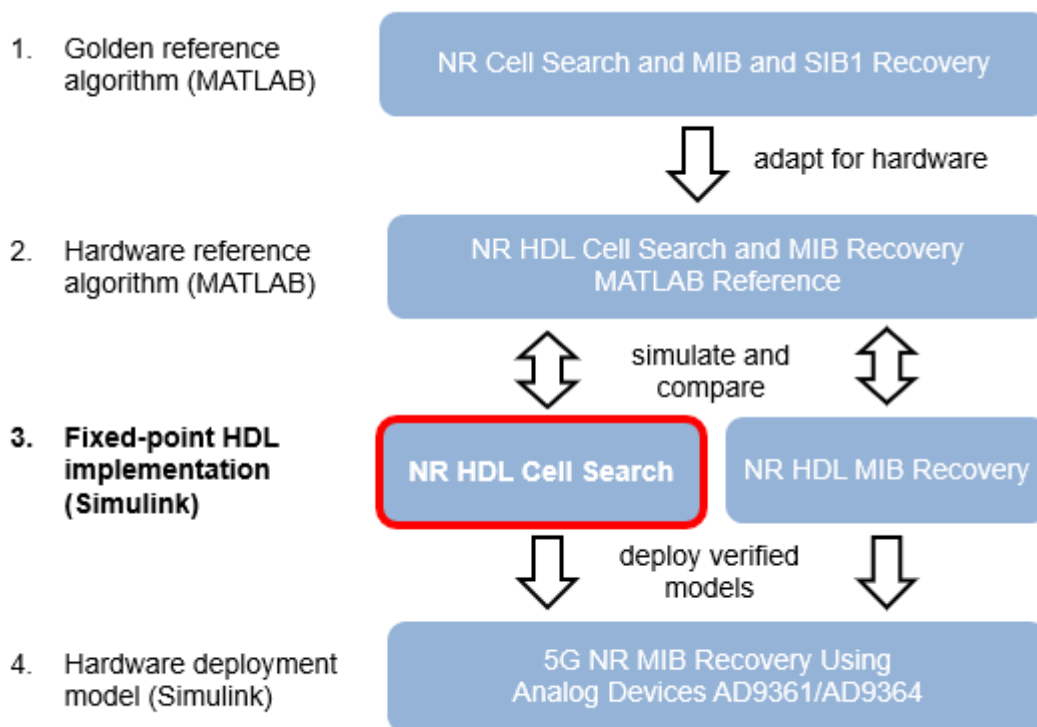 1. Golden reference
algorithm (MATLAB)
NR Cell Search and MIB and SIB1 Recovery
adapt for hardware
2. Hardware reference
algorithm (MATLAB)
NR HDL Cell Search and MIB Recovery
MATLAB Reference
simulate and
compare
3. Fixed-point HDL
implementation
(Simulink)
NR HDL Cell Search
NR HDL MIB Recovery
deploy verified
models
4. Hardware deployment
model (Simulink)
5G NR MIB Recovery Using
Analog Devices AD9361/AD9364